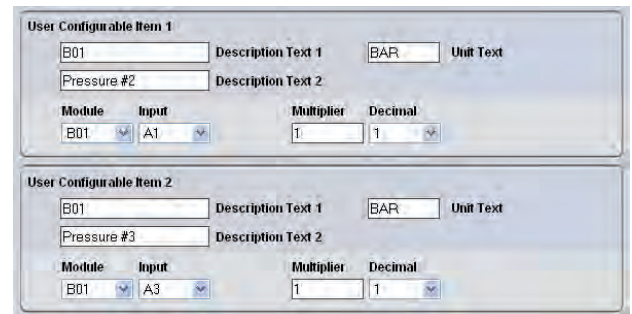 User Configurable Item 1
B01 Description Text 1 BAR Unit Text
Pressure #2 Description Text 2
Module Input Multiplier Decimal
B01 A1 1 1
User Configurable Item 2
B01 Description Text 1 BAR Unit Text
Pressure #3 Description Text 2
Module Input Multiplier Decimal
B01 A3 1 1